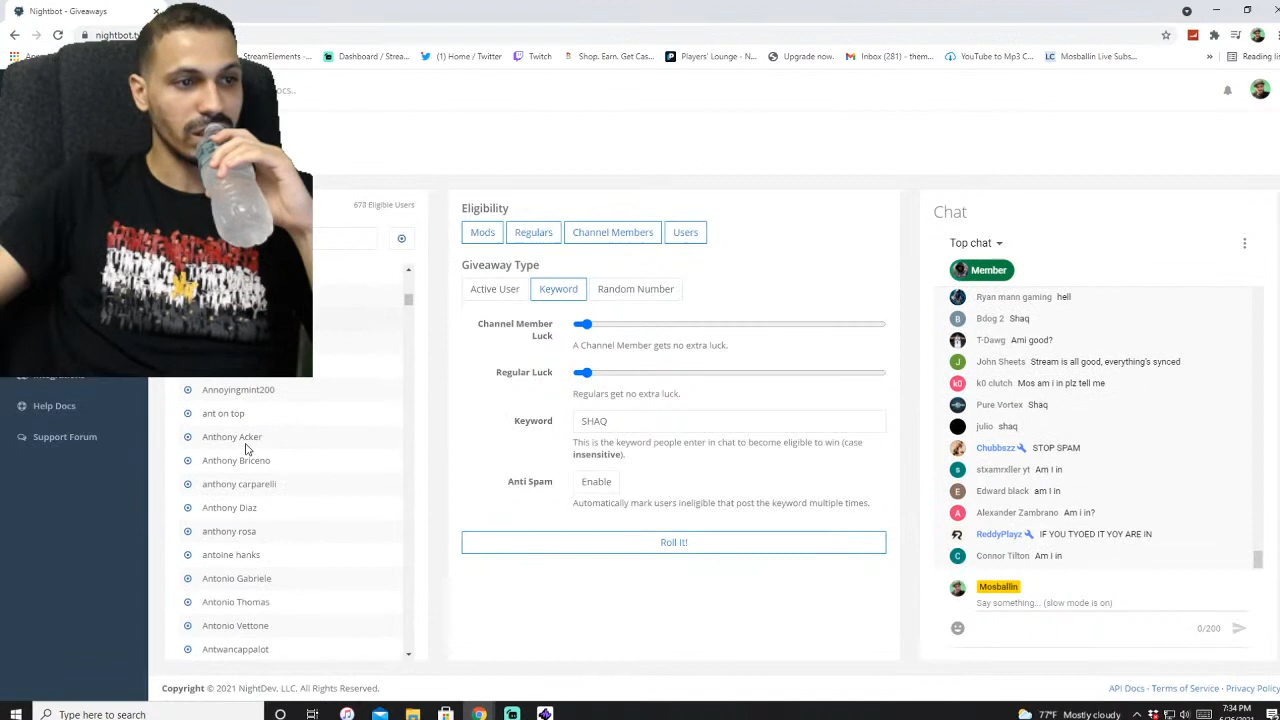 Nightbot - Giveaways
nightbot.t
StreamElements -...
Dashboard / Strea...
(1) Home / Twitter
Twitch
Shop. Earn. Get Cas...
Players' Lounge - N...
Upgrade now.
Inbox (281) - them...
YouTube to Mp3 C...
Mosballin Live Subs...
»
Reading list
ocs..
678 Eligible Users
Annoyingmint200
ant on top
Anthony Acker
Anthony Briceno
anthony carparelli
Anthony Diaz
anthony rosa
antoine hanks
Antonio Gabriele
Antonio Thomas
Antonio Vettone
Antwancappalot
Help Docs
Support Forum
Eligibility
Mods
Regulars
Channel Members
Users
Giveaway Type
Active User
Keyword
Random Number
Channel Member
Luck
A Channel Member gets no extra luck.
Regular Luck
Regulars get no extra luck.
Keyword
SHAQ
This is the keyword people enter in chat to become eligible to win (case
insensitive).
Anti Spam
Enable
Automatically mark users ineligible that post the keyword multiple times.
Roll It!
Chat
Top chat
Member
Ryan mann gaming hell
B Bdog 2 Shaq
T-Dawg Ami good?
J John Sheets Stream is all good, everything's synced
k0 k0 clutch Mos am i in plz tell me
Pure Vortex Shaq
julio shaq
Chubbszz STOP SPAM
s stxamrxller yt Am I in
E Edward black am I in
A Alexander Zambrano Am i in?
ReddyPlayz IF YOU TYOED IT YOY ARE IN
C Connor Tilton Am i in
Mosballin
Say something... (slow mode is on)
0/200
Copyright © 2021 NightDev, LLC. All Rights Reserved.
API Docs - Terms of Service - Privacy Policy
Type here to search
77°F Mostly cloudy
7:34 PM